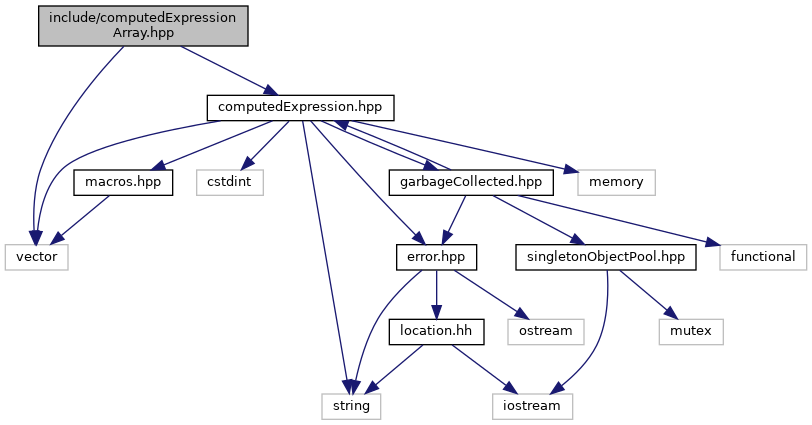 include/computedExpression
Array.hpp
computedExpression.hpp
macros.hpp
cstdint
garbageCollected.hpp
memory
vector
error.hpp
singletonObjectPool.hpp
functional
location.hh
ostream
mutex
string
iostream